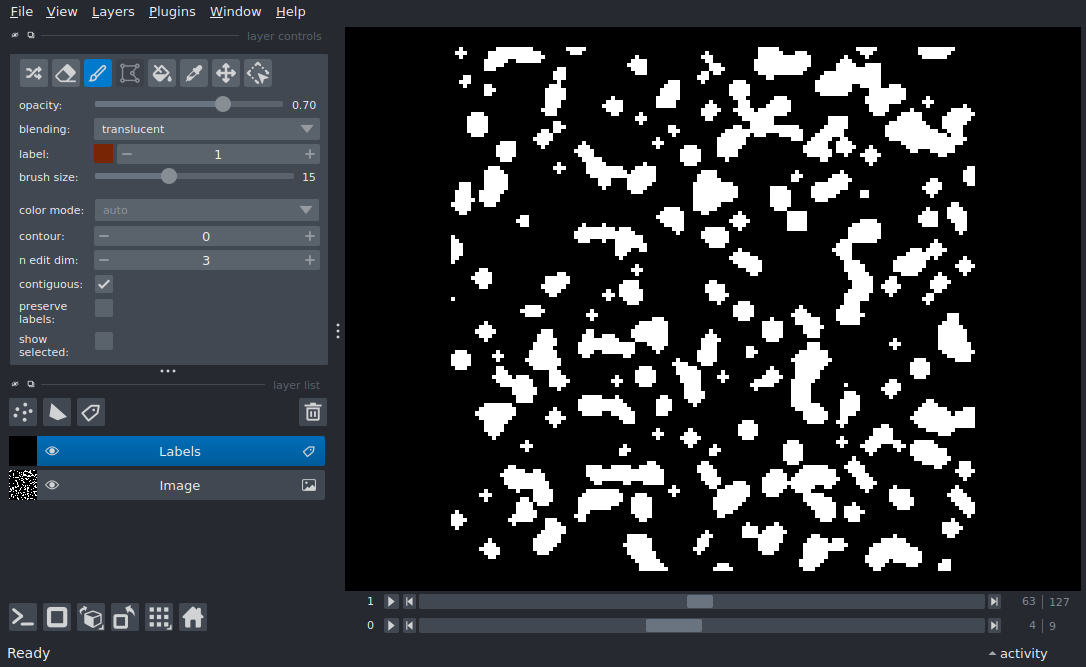 File View Layers Plugins Window Help
layer controls
opacity: 0.70
blending: translucent
label: 1
brush size: 15
color mode: auto
contour: 0
n edit dim: 3
contiguous:
preserve
labels:
show
selected:
layer list
Labels
Image
1 63 127
0 4 9
Ready activity